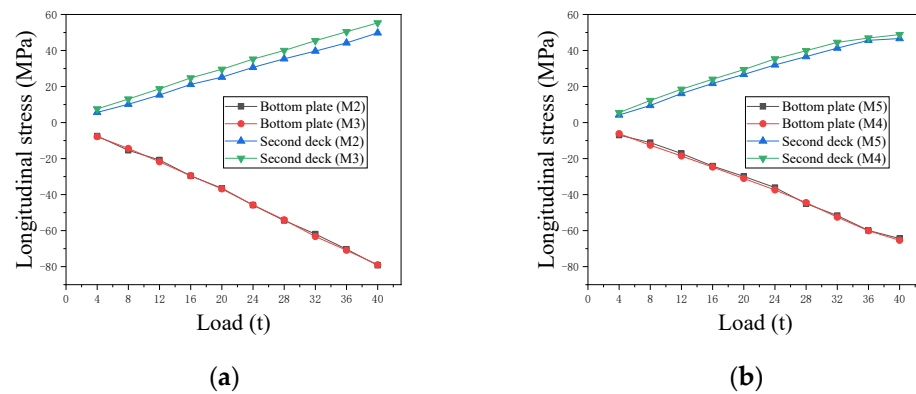 60
40
20
0
−20
−40
−60
−80
0 4 8 12 16 20 24 28 32 36 40
Longitudinal stress (MPa)
Load (t)
Bottom plate (M2)
Bottom plate (M3)
Second deck (M2)
Second deck (M3)
(a)
60
40
20
0
−20
−40
−60
−80
0 4 8 12 16 20 24 28 32 36 40
Longitudinal stress (MPa)
Load (t)
Bottom plate (M5)
Bottom plate (M4)
Second deck (M5)
Second deck (M4)
(b)